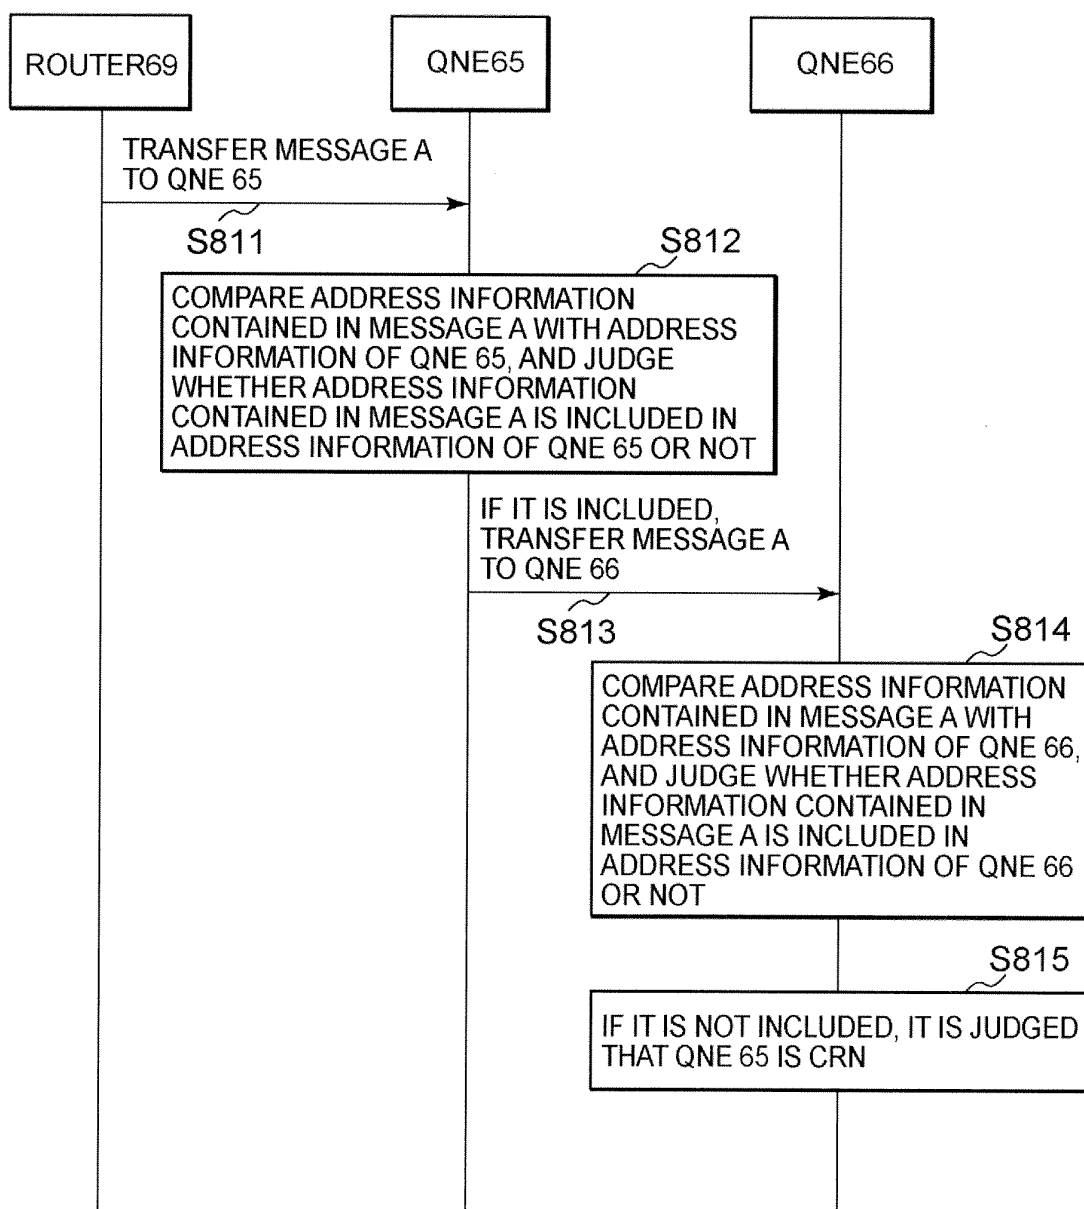 ROUTER69
QNE65
QNE66
TRANSFER MESSAGE A
TO QNE 65
S811
S812
COMPARE ADDRESS INFORMATION
CONTAINED IN MESSAGE A WITH ADDRESS
INFORMATION OF QNE 65, AND JUDGE
WHETHER ADDRESS INFORMATION
CONTAINED IN MESSAGE A IS INCLUDED IN
ADDRESS INFORMATION OF QNE 65 OR NOT
IF IT IS INCLUDED,
TRANSFER MESSAGE A
TO QNE 66
S813
S814
COMPARE ADDRESS INFORMATION
CONTAINED IN MESSAGE A WITH
ADDRESS INFORMATION OF QNE 66,
AND JUDGE WHETHER ADDRESS
INFORMATION CONTAINED IN
MESSAGE A IS INCLUDED IN
ADDRESS INFORMATION OF QNE 66
OR NOT
S815
IF IT IS NOT INCLUDED, IT IS JUDGED
THAT QNE 65 IS CRN